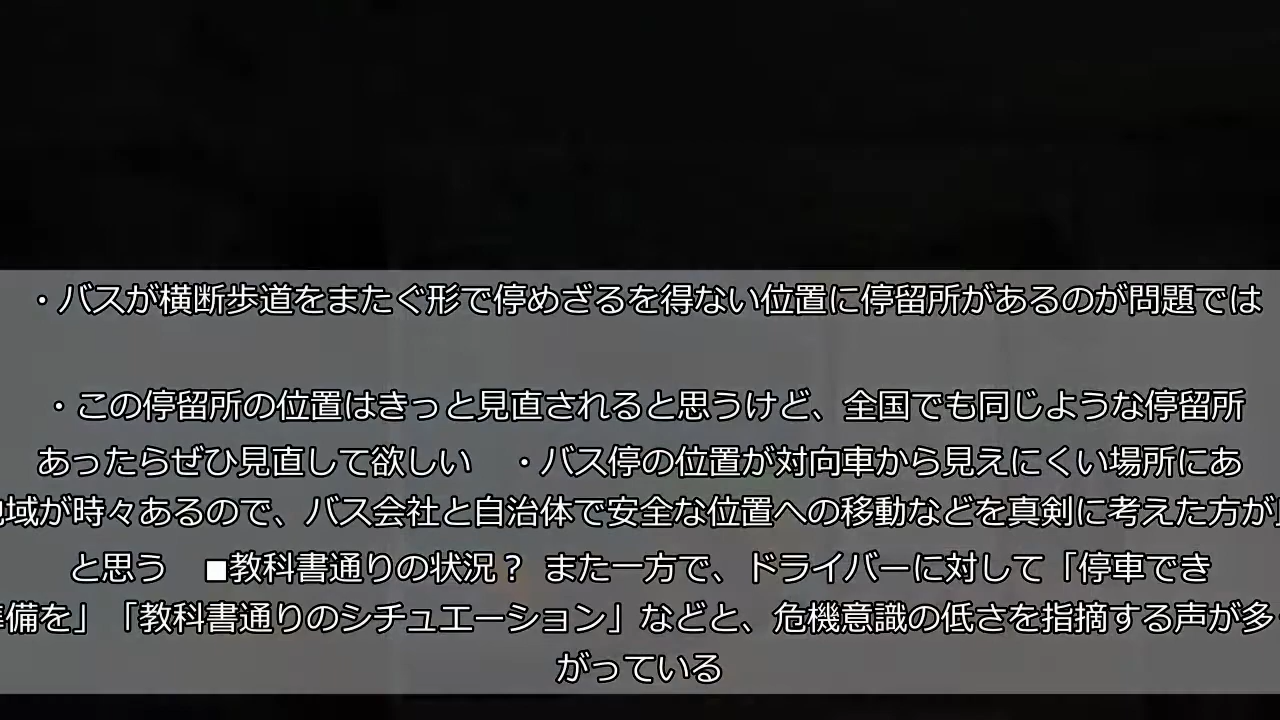 ・バスが横断歩道をまたぐ形で停めざるを得ない位置に停留所があるのが問題では
・この停留所の位置はきっと見直されると思うけど、全国でも同じような停留所
あったらぜひ見直して欲しい　・バス停の位置が対向車から見えにくい場所にあ
域が時々あるので、バス会社と自治体で安全な位置への移動などを真剣に考えた方が
と思う　■教科書通りの状況？ また一方で、ドライバーに対して「停車でき
備を」「教科書通りのシチュエーション」などと、危機意識の低さを指摘する声が多
がっている